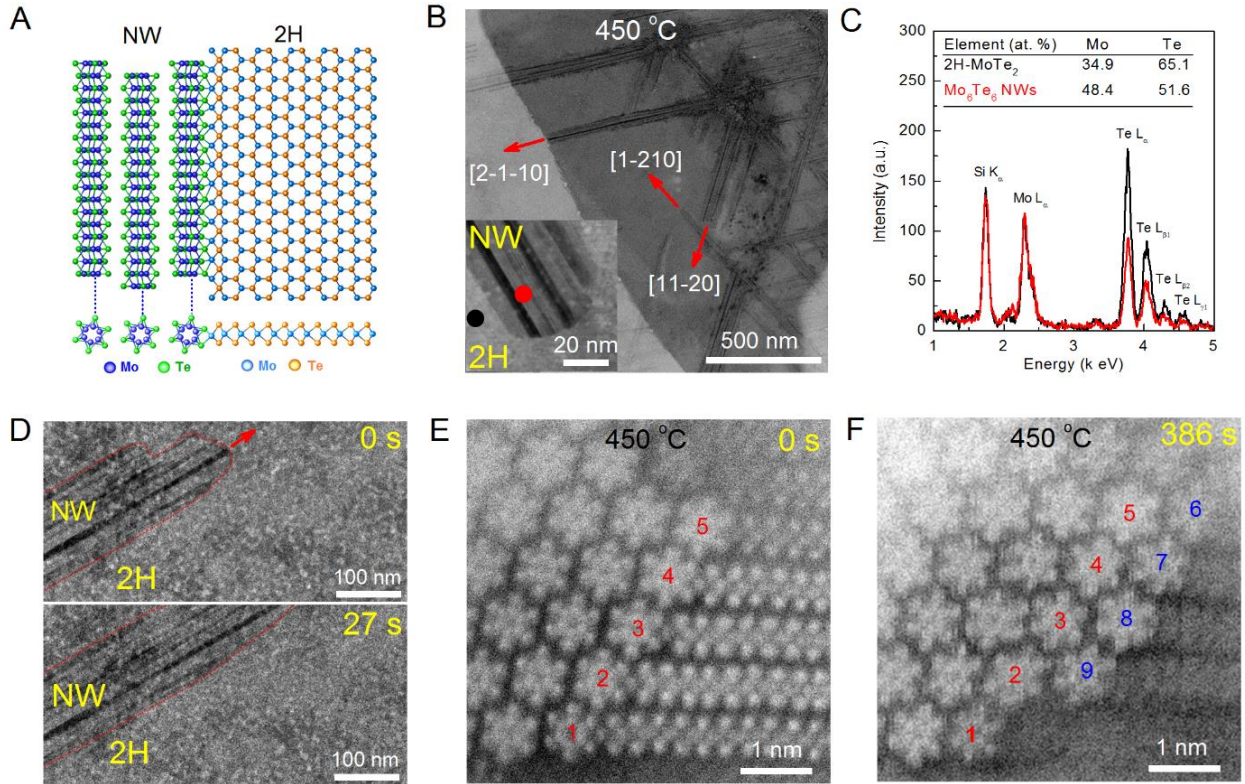 A
NW
2H
Mo Te Mo Te
B
450 °C
[2-1-10]
[1-210]
[11-20]
NW
2H
20 nm
500 nm
C
Element (at. %) Mo Te
2H-MoTe2 34.9 65.1
Mo6Te6 NWs 48.4 51.6
Intensity (a.u.)
300
250
200
150
100
50
0
Si Kα
Mo Lα
Te Lα
Te Lβ1
Te Lβ2
Te Lγ1
1 2 3 4 5
Energy (k eV)
D
0 s
NW
2H
100 nm
27 s
NW
2H
100 nm
E
450 °C
0 s
5
4
3
2
1
1 nm
F
450 °C
386 s
5 6
4 7
3 8
2 9
1
1 nm